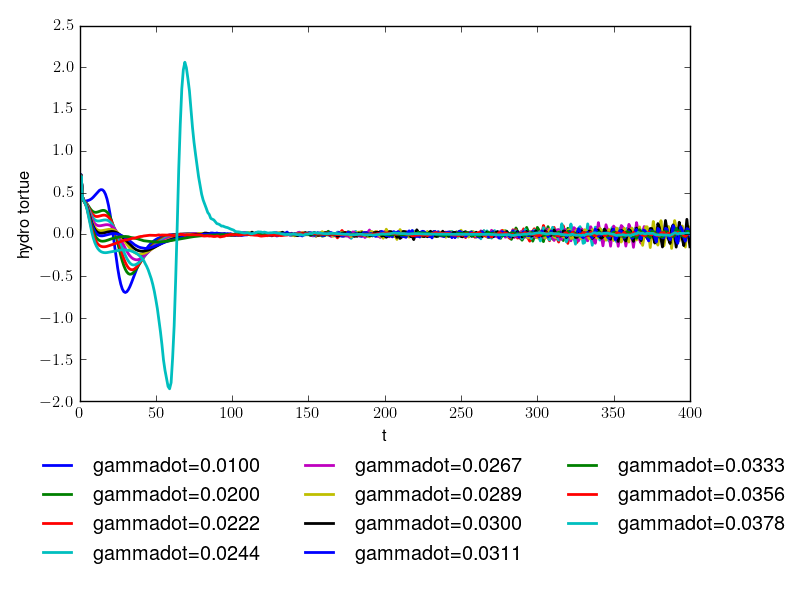 2.5
2.0
1.5
1.0
0.5
0.0
−0.5
−1.0
−1.5
−2.0
hydro tortue
0 50 100 150 200 250 300 350 400
t
gammadot=0.0100 gammadot=0.0267 gammadot=0.0333
gammadot=0.0200 gammadot=0.0289 gammadot=0.0356
gammadot=0.0222 gammadot=0.0300 gammadot=0.0378
gammadot=0.0244 gammadot=0.0311